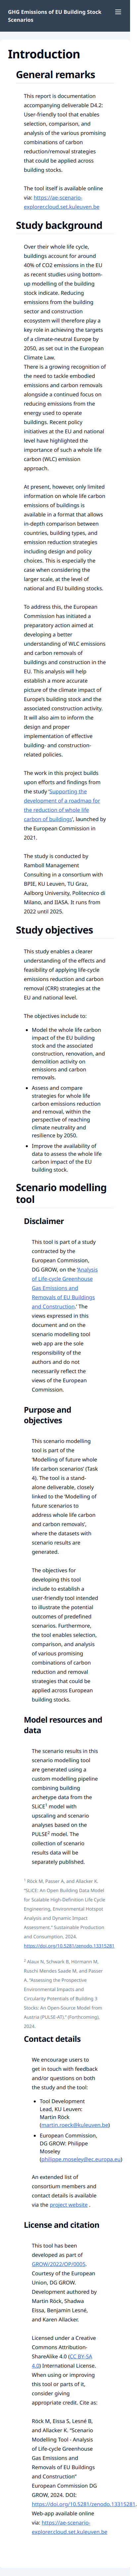 GHG Emissions of EU Building Stock
Scenarios
Introduction
General remarks
This report is documentation
accompanying deliverable D4.2:
User-friendly tool that enables
selection, comparison, and
analysis of the various promising
combinations of carbon
reduction/removal strategies
that could be applied across
building stocks.
The tool itself is available online
via: https://ae-scenario-
explorer.cloud.set.kuleuven.be
Study background
Over their whole life cycle,
buildings account for around
40% of CO2 emissions in the EU
as recent studies using bottom-
up modelling of the building
stock indicate. Reducing
emissions from the building
sector and construction
ecosystem will therefore play a
key role in achieving the targets
of a climate-neutral Europe by
2050, as set out in the European
Climate Law.
There is a growing recognition of
the need to tackle embodied
emissions and carbon removals
alongside a continued focus on
reducing emissions from the
energy used to operate
buildings. Recent policy
initiatives at the EU and national
level have highlighted the
importance of such a whole life
carbon (WLC) emission
approach.
At present, however, only limited
information on whole life carbon
emissions of buildings is
available in a format that allows
in-depth comparison between
countries, building types, and
emission reduction strategies
including design and policy
choices. This is especially the
case when considering the
larger scale, at the level of
national and EU building stocks.
To address this, the European
Commission has initiated a
preparatory action aimed at
developing a better
understanding of WLC emissions
and carbon removals of
buildings and construction in the
EU. This analysis will help
establish a more accurate
picture of the climate impact of
Europe's building stock and the
associated construction activity.
It will also aim to inform the
design and proper
implementation of effective
building- and construction-
related policies.
The work in this project builds
upon efforts and findings from
the study 'Supporting the
development of a roadmap for
the reduction of whole life
carbon of buildings', launched by
the European Commission in
2021.
The study is conducted by
Ramboll Management
Consulting in a consortium with
BPIE, KU Leuven, TU Graz,
Aalborg University, Politecnico di
Milano, and IIASA. It runs from
2022 until 2025.
Study objectives
This study enables a clearer
understanding of the effects and
feasibility of applying life-cycle
emissions reduction and carbon
removal (CRR) strategies at the
EU and national level.
The objectives include to:
• Model the whole life carbon
impact of the EU building
stock and the associated
construction, renovation, and
demolition activity on
emissions and carbon
removals.
• Assess and compare
strategies for whole life
carbon emissions reduction
and removal, within the
perspective of reaching
climate neutrality and
resilience by 2050.
• Improve the availability of
data to assess the whole life
carbon impact of the EU
building stock.
Scenario modelling
tool
Disclaimer
This tool is part of a study
contracted by the
European Commission,
DG GROW, on the 'Analysis
of Life-cycle Greenhouse
Gas Emissions and
Removals of EU Buildings
and Construction.' The
views expressed in this
document and on the
scenario modelling tool
web app are the sole
responsibility of the
authors and do not
necessarily reflect the
views of the European
Commission.
Purpose and
objectives
This scenario modelling
tool is part of the
'Modelling of future whole
life carbon scenarios' (Task
4). The tool is a stand-
alone deliverable, closely
linked to the 'Modelling of
future scenarios to
address whole life carbon
and carbon removals',
where the datasets with
scenario results are
generated.
The objectives for
developing this tool
include to establish a
user-friendly tool intended
to illustrate the potential
outcomes of predefined
scenarios. Furthermore,
the tool enables selection,
comparison, and analysis
of various promising
combinations of carbon
reduction and removal
strategies that could be
applied across European
building stocks.
Model resources and
data
The scenario results in this
scenario modelling tool
are generated using a
custom modelling pipeline
combining building
archetype data from the
SLiCE¹ model with
upscaling and scenario
analyses based on the
PULSE² model. The
collection of scenario
results data will be
separately published.
¹ Röck M, Passer A, and Allacker K.
"SLiCE: An Open Building Data Model
for Scalable High-Definition Life Cycle
Engineering, Environmental Hotspot
Analysis and Dynamic Impact
Assessment." Sustainable Production
and Consumption, 2024.
https://doi.org/10.5281/zenodo.13315281
² Alaux N, Schwark B, Hörmann M,
Ruschi Mendes Saade M, and Passer
A. "Assessing the Prospective
Environmental Impacts and
Circularity Potentials of Building 3
Stocks: An Open-Source Model from
Austria (PULSE-AT)." (Forthcoming),
2024.
Contact details
We encourage users to
get in touch with feedback
and/or questions on both
the study and the tool:
• Tool Development
Lead, KU Leuven:
Martin Röck
(martin.roeck@kuleuven.be)
• European Commission,
DG GROW: Philippe
Moseley
(philippe.moseley@ec.europa.eu)
An extended list of
consortium members and
contact details is available
via the project website .
License and citation
This tool has been
developed as part of
GROW/2022/OP/0005.
Courtesy of the European
Union, DG GROW.
Development authored by
Martin Röck, Shadwa
Eissa, Benjamin Lesné,
and Karen Allacker.
Licensed under a Creative
Commons Attribution-
ShareAlike 4.0 (CC BY-SA
4.0) International License.
When using or improving
this tool or parts of it,
consider giving
appropriate credit, Cite as:
Röck M, Eissa S, Lesné B,
and Allacker K. "Scenario
Modelling Tool - Analysis
of Life-cycle Greenhouse
Gas Emissions and
Removals of EU Buildings
and Construction"
European Commission DG
GROW, 2024. DOI:
https://doi.org/10.5281/zenodo.13315281.
Web-app available online
via: https://ae-scenario-
explorer.cloud.set.kuleuven.be